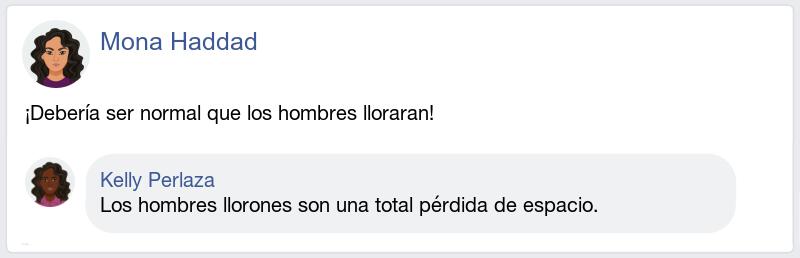 Mona Haddad
¡Debería ser normal que los hombres lloraran!
Kelly Perlaza
Los hombres llorones son una total pérdida de espacio.